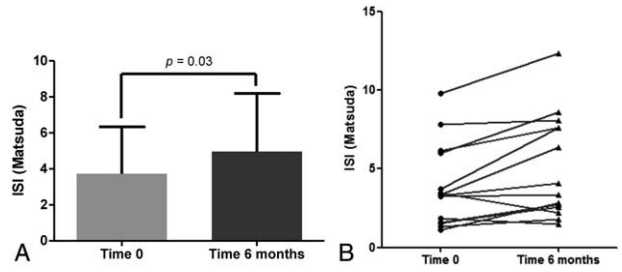 p = 0.03
ISI (Matsuda)
10
8
6
4
2
0
Time 0
Time 6 months
A
ISI (Matsuda)
15
10
5
0
Time 0
Time 6 months
B